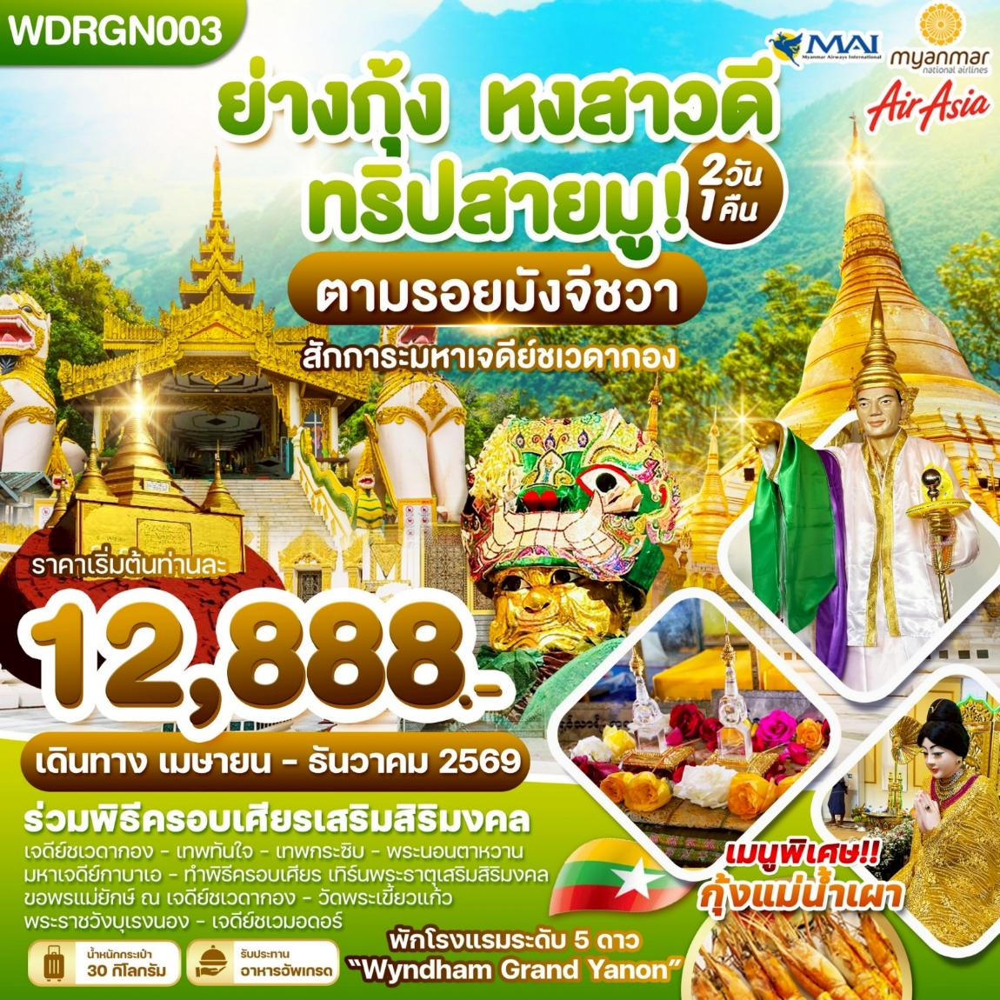 WDRGN003
MAI
Myanmar Airways International
myanmar
national airlines
AirAsia
ย่างกุ้ง หงสาวดี
ทริปสายมู!
2วัน
1คืน
ตามรอยมังจีชวา
สักการะมหาเจดีย์ชเวดากอง
ราคาเริ่มต้นท่านละ
12,888.-
เดินทาง เมษายน - ธันวาคม 2569
ร่วมพิธีครอบเศียรเสริมสิริมงคล
เจดีย์ชเวดากอง - เทพทันใจ - เทพกระซิบ - พระนอนตาหวาน
มหาเจดีย์กาบาเอ - ทำพิธีครอบเศียร เทิร์นพระธาตุเสริมสิริมงคล
ขอพรแม่ยักษ์ ณ เจดีย์ชเวดากอง - วัดพระเขี้ยวแก้ว
พระราชวังบุเรงนอง - เจดีย์ชเวมอดอร์
น้ำหนักกระเป๋า
30 กิโลกรัม
รับประทาน
อาหารอัพเกรด
พักโรงแรมระดับ 5 ดาว
“Wyndham Grand Yanon”
เมนูพิเศษ!!
กุ้งแม่น้ำเผา